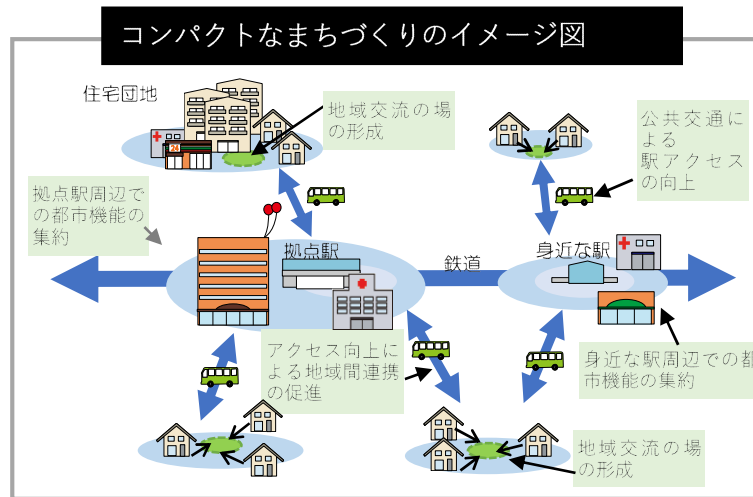 コンパクトなまちづくりのイメージ図
住宅団地
地域交流の場
の形成
公共交通に
よる
駅アクセス
の向上
拠点駅周辺で
の都市機能の
集約
24
拠点駅
鉄道
身近な駅
アクセス向上に
よる地域間連携
の促進
身近な駅周辺での都
市機能の集約
地域交流の場
の形成